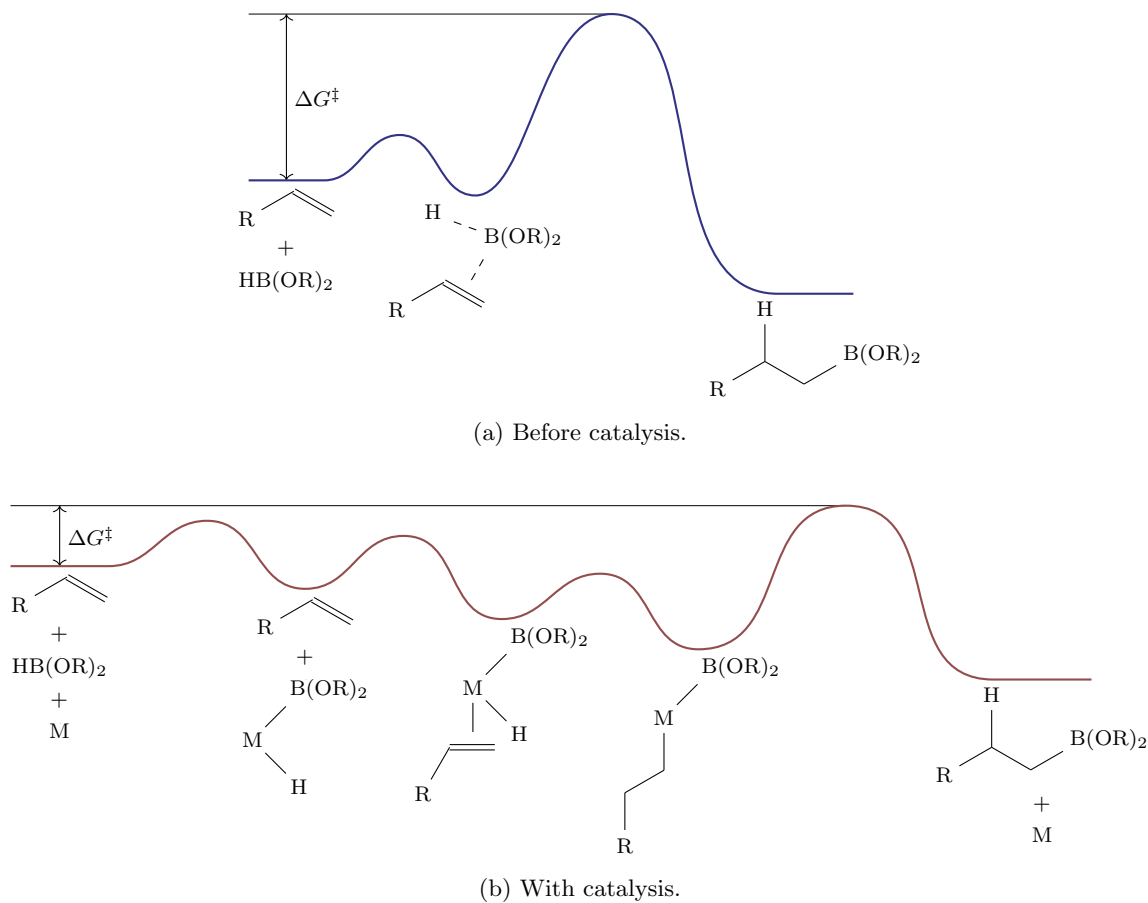 ΔG‡
R
+
HB(OR)₂
H
B(OR)₂
R
H
B(OR)₂
R
(a) Before catalysis.
ΔG‡
R
+
HB(OR)₂
+
M
R
+
B(OR)₂
M
H
B(OR)₂
M
H
R
B(OR)₂
M
R
H
B(OR)₂
R
+
M
(b) With catalysis.